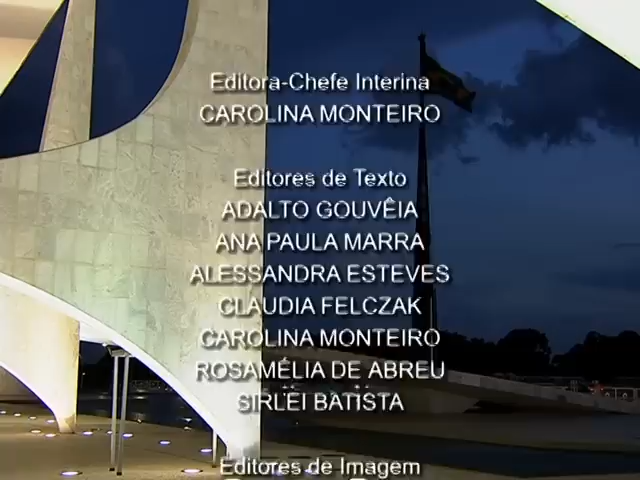 Editora-Chefe Interina
CAROLINA MONTEIRO
Editores de Texto
ADALTO GOUVÊIA
ANA PAULA MARRA
ALESSANDRA ESTEVES
CLAUDIA FELCZAK
CAROLINA MONTEIRO
ROSAMÉLIA DE ABREU
SIRLEI BATISTA
Editores de Imagem